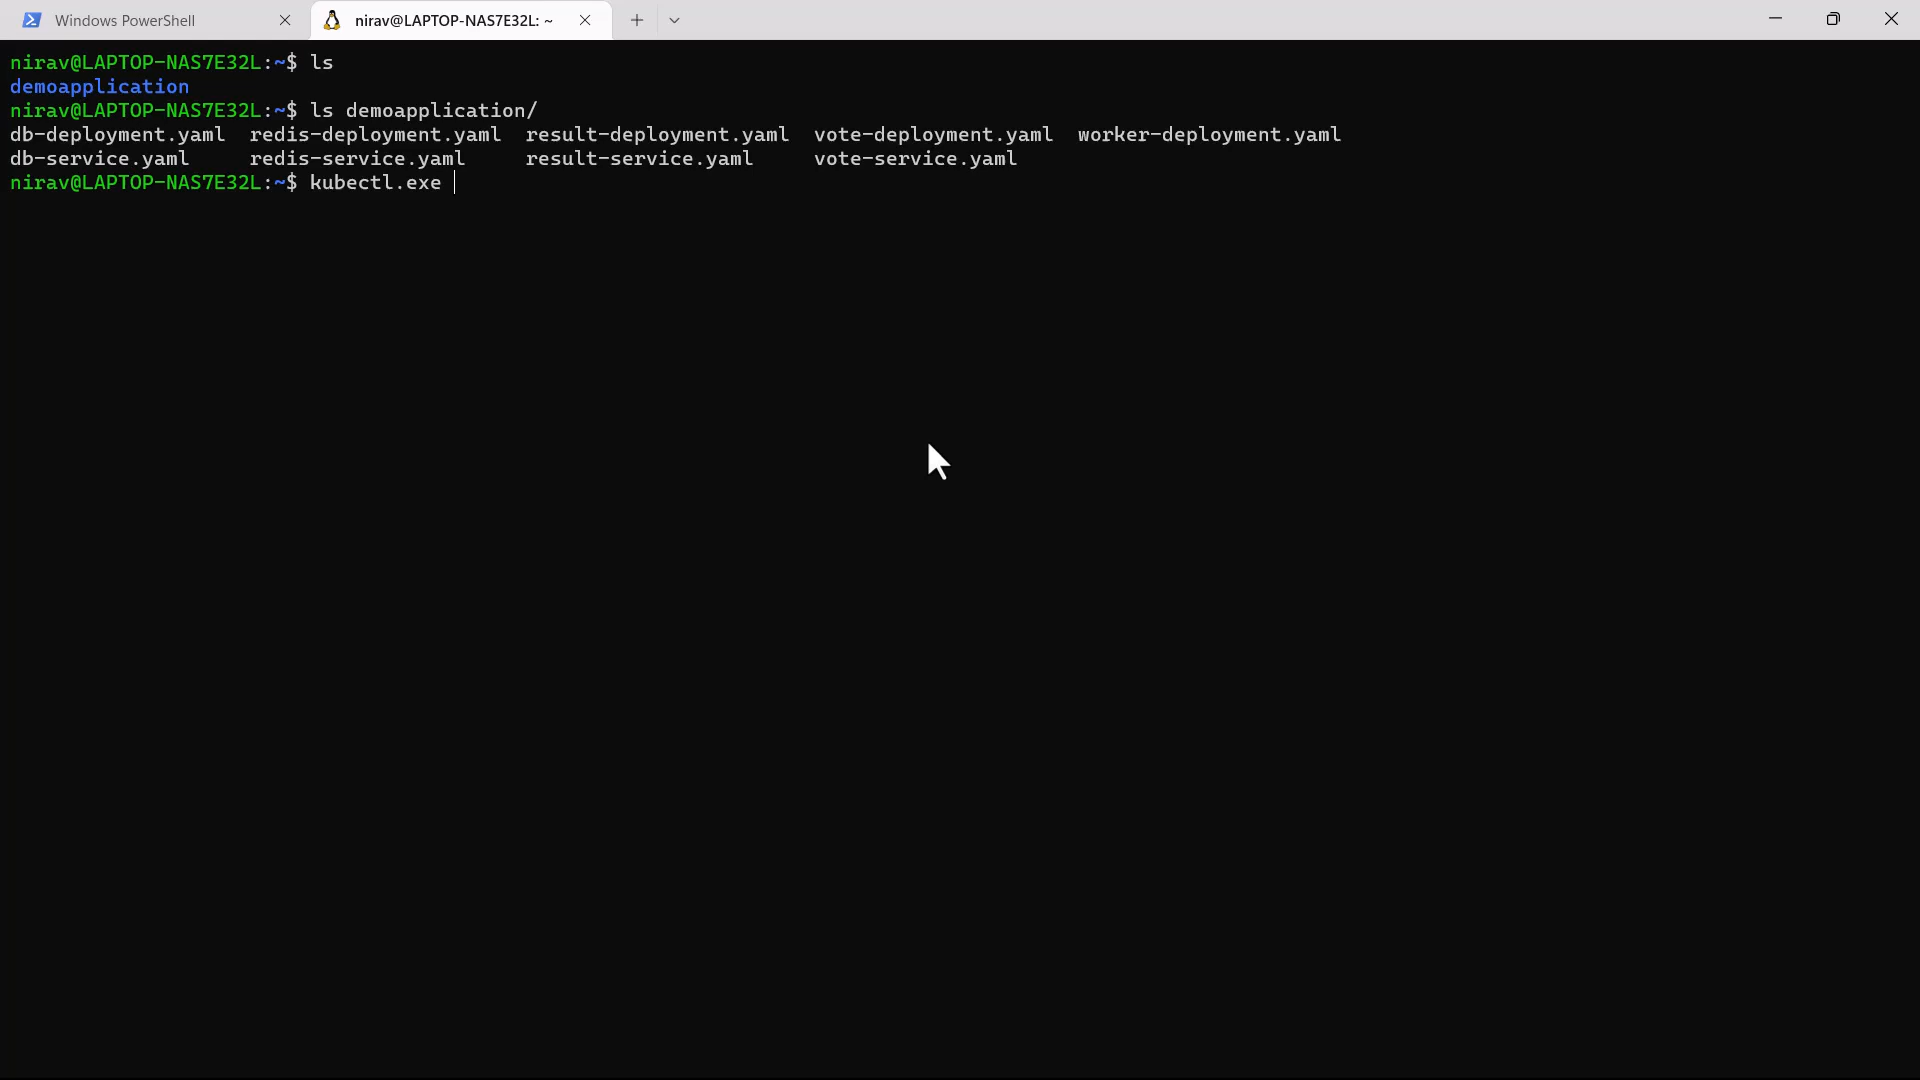 Windows PowerShell
nirav@LAPTOP-NAS7E32L: ~
nirav@LAPTOP-NAS7E32L:~$ ls
demoapplication
nirav@LAPTOP-NAS7E32L:~$ ls demoapplication/
db-deployment.yaml  redis-deployment.yaml  result-deployment.yaml  vote-deployment.yaml  worker-deployment.yaml
db-service.yaml     redis-service.yaml     result-service.yaml     vote-service.yaml
nirav@LAPTOP-NAS7E32L:~$ kubectl.exe